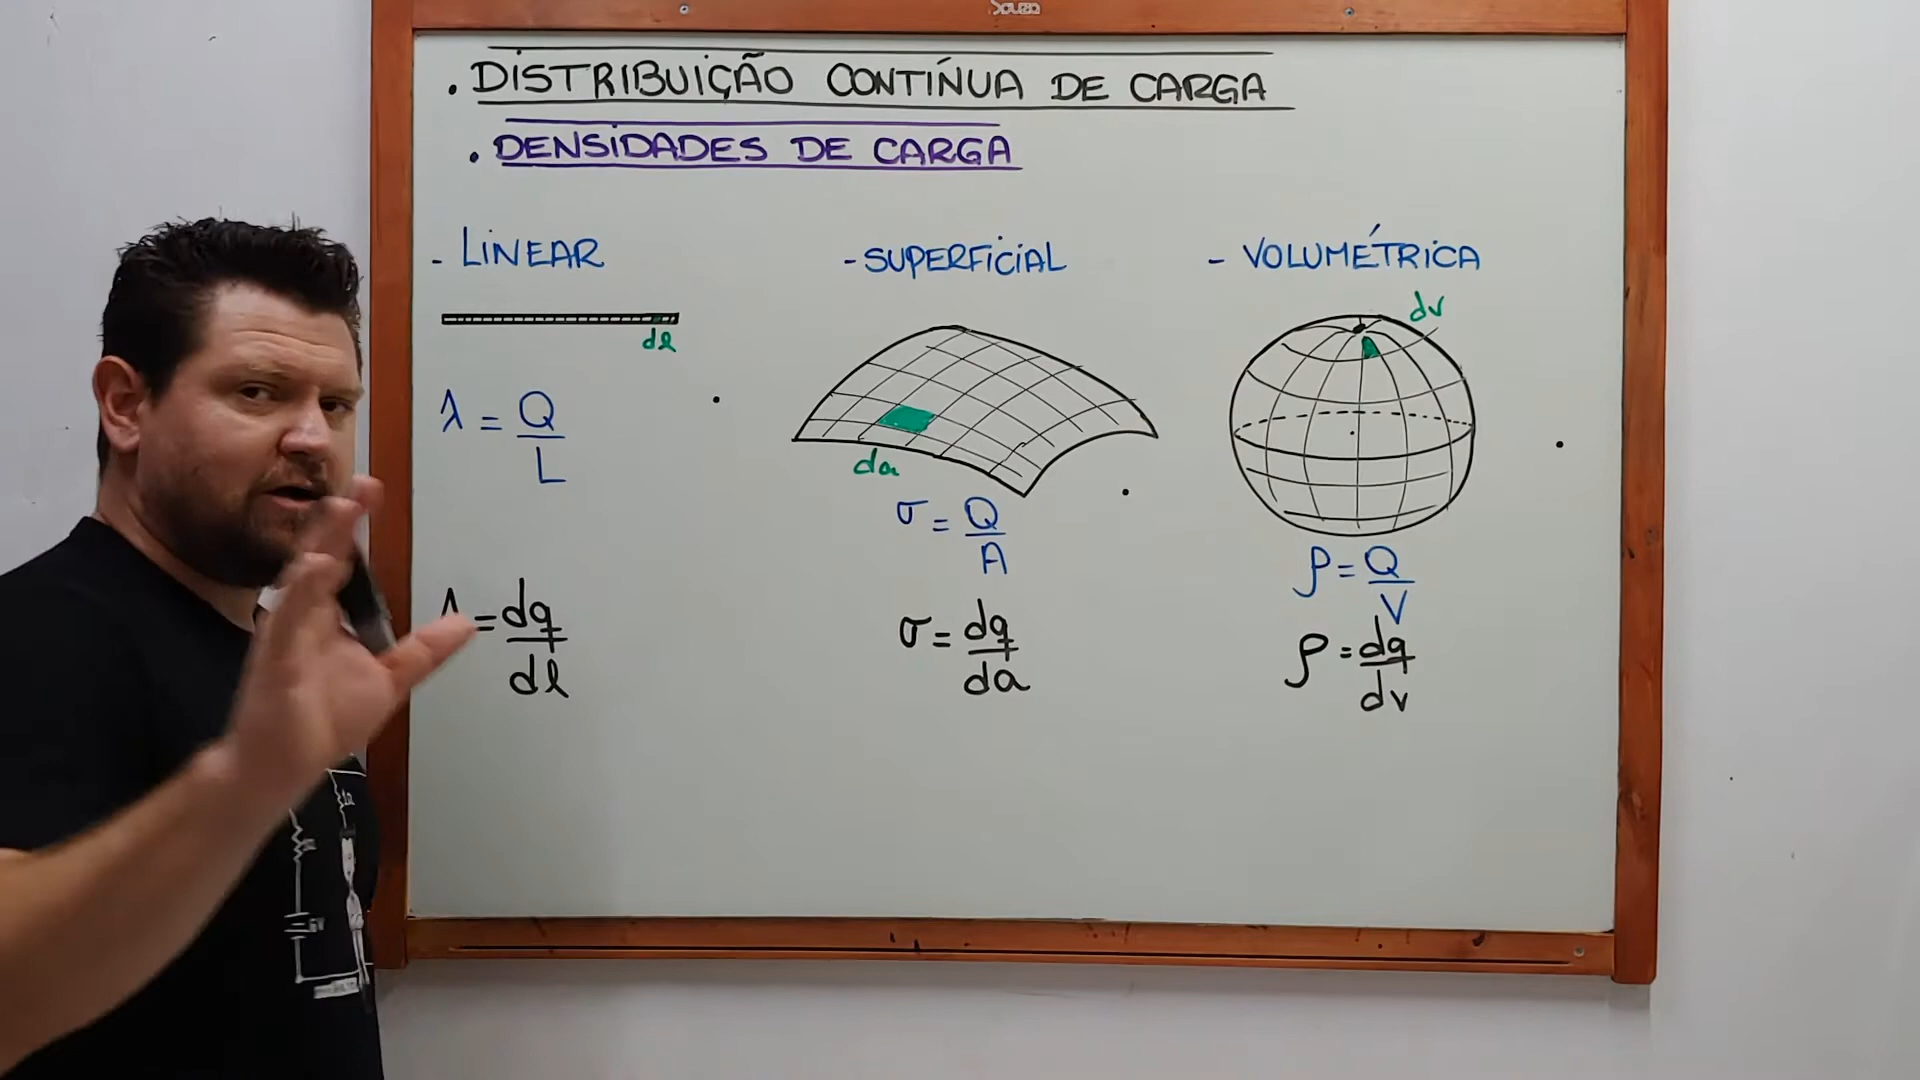 Souza
. DISTRIBUIÇÃO CONTÍNUA DE CARGA
. DENSIDADES DE CARGA
- LINEAR
dl
λ = Q/L
λ = dq/dl
- SUPERFICIAL
da
σ = Q/A
σ = dq/da
- VOLUMÉTRICA
dv
ρ = Q/V
ρ = dq/dv